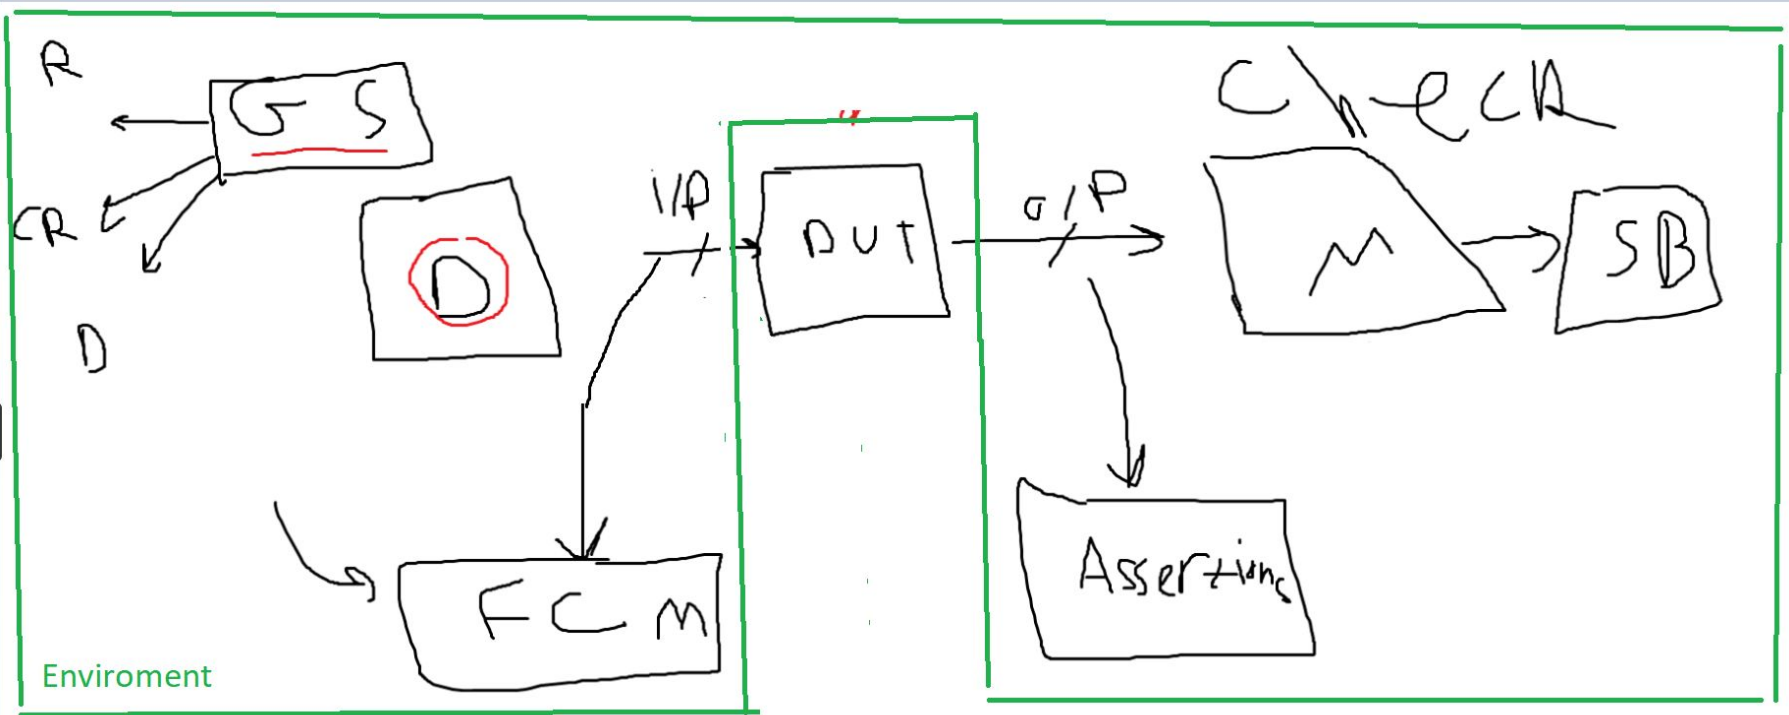 R
GS
CR
D
D
I/P
DUT
O/P
Check
M
SB
FCM
Assertions
Enviroment